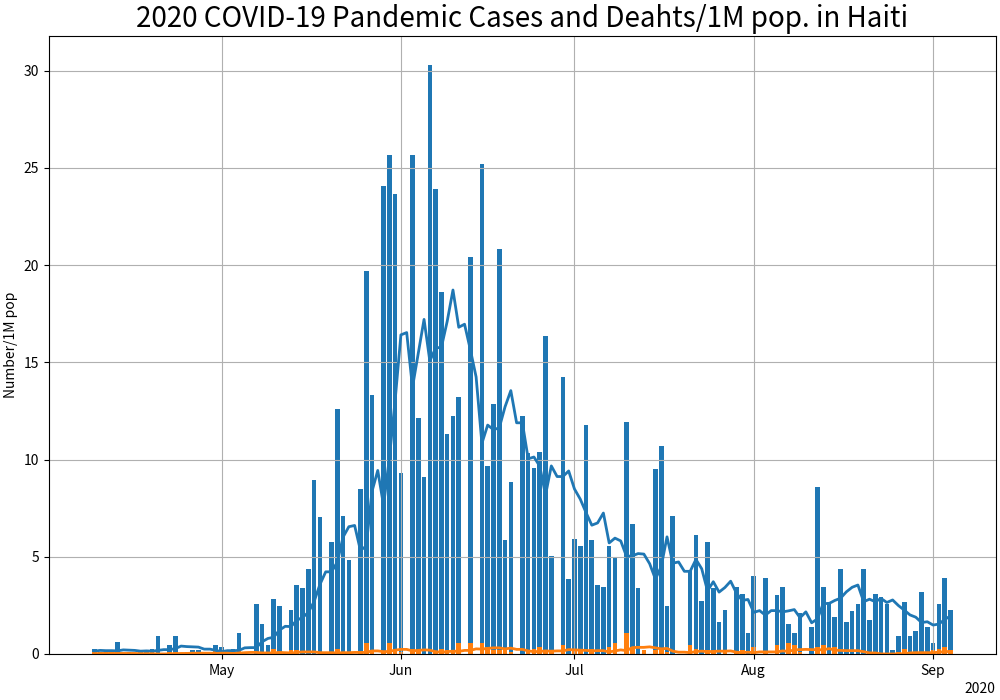 2020 COVID-19 Pandemic Cases and Deahts/1M pop. in Haiti
Number/1M pop
30
25
20
15
10
5
0
May
Jun
Jul
Aug
Sep
2020